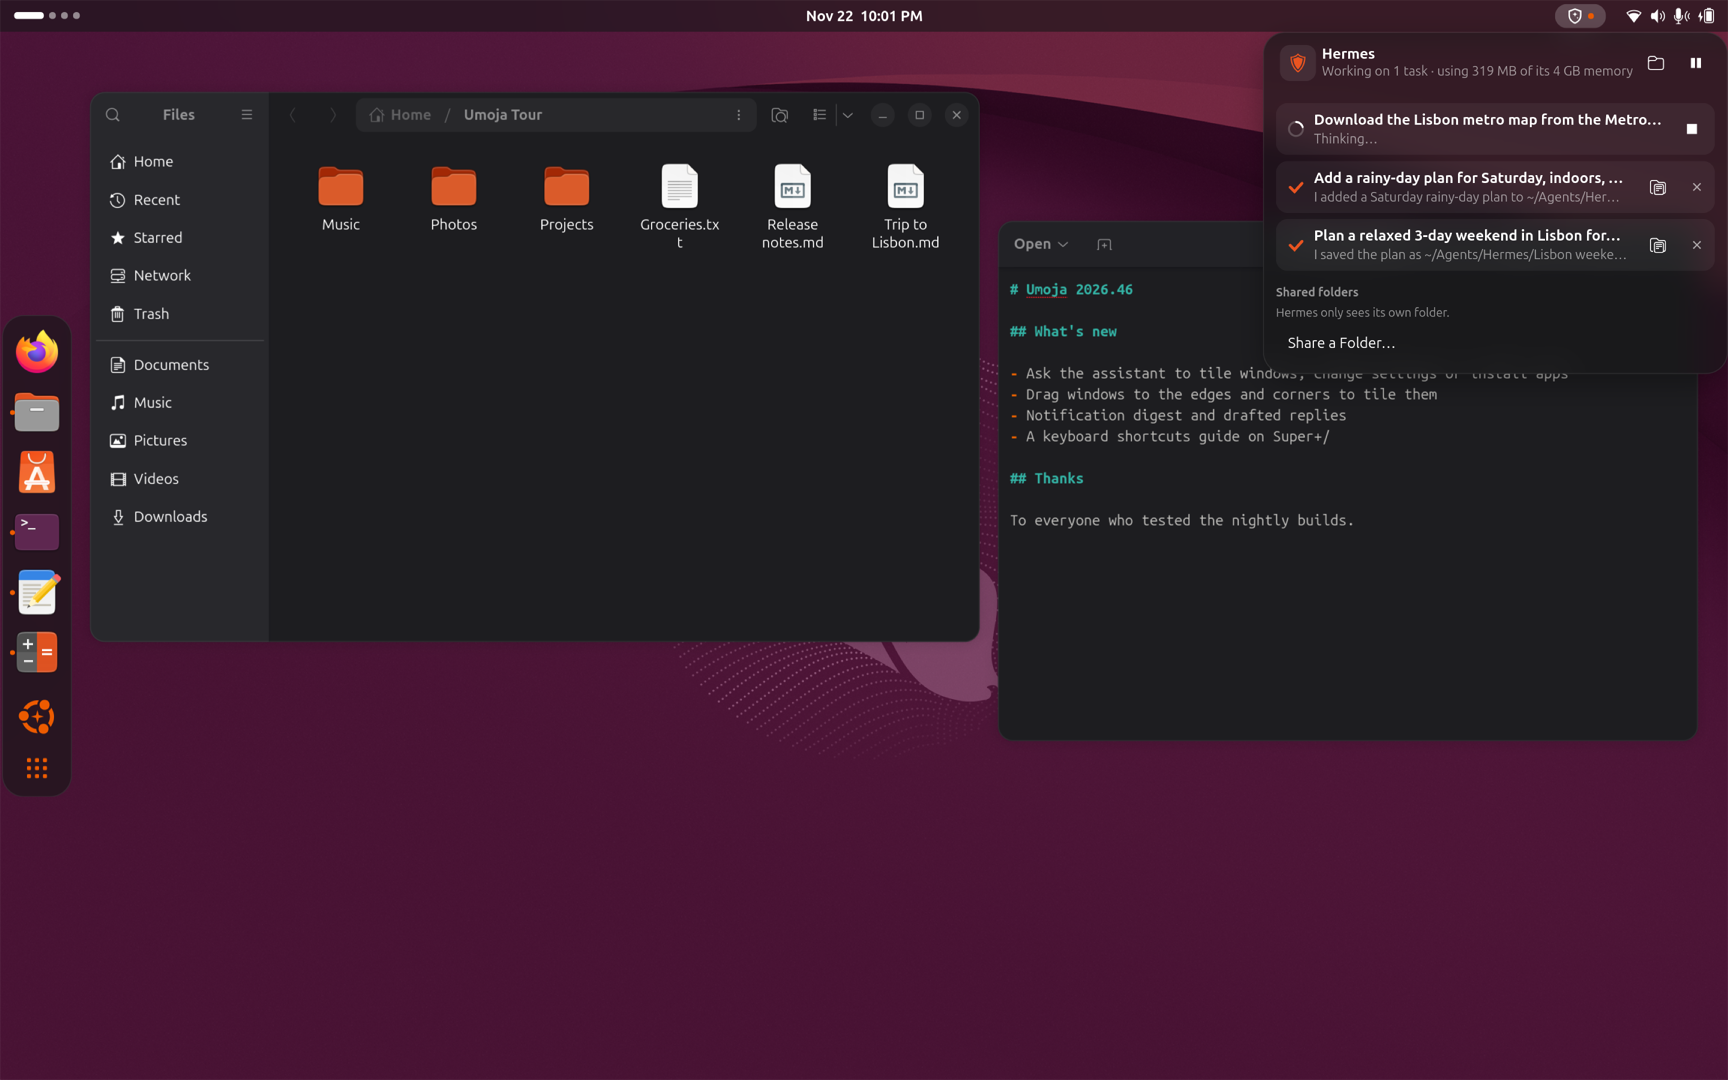 Nov 22 10:01 PM
Hermes
Working on 1 task · using 319 MB of its 4 GB memory
Download the Lisbon metro map from the Metro…
Thinking…
Add a rainy-day plan for Saturday, indoors, …
I added a Saturday rainy-day plan to ~/Agents/Her…
Plan a relaxed 3-day weekend in Lisbon for…
I saved the plan as ~/Agents/Hermes/Lisbon weeke…
Shared folders
Hermes only sees its own folder.
Share a Folder…
Files
Home / Umoja Tour
Home
Recent
Starred
Network
Trash
Documents
Music
Pictures
Videos
Downloads
Music
Photos
Projects
Groceries.tx
t
Release
notes.md
Trip to
Lisbon.md
Open
# Umoja 2026.46
## What's new
- Ask the assistant to tile windows, change settings or install apps
- Drag windows to the edges and corners to tile them
- Notification digest and drafted replies
- A keyboard shortcuts guide on Super+/
## Thanks
To everyone who tested the nightly builds.